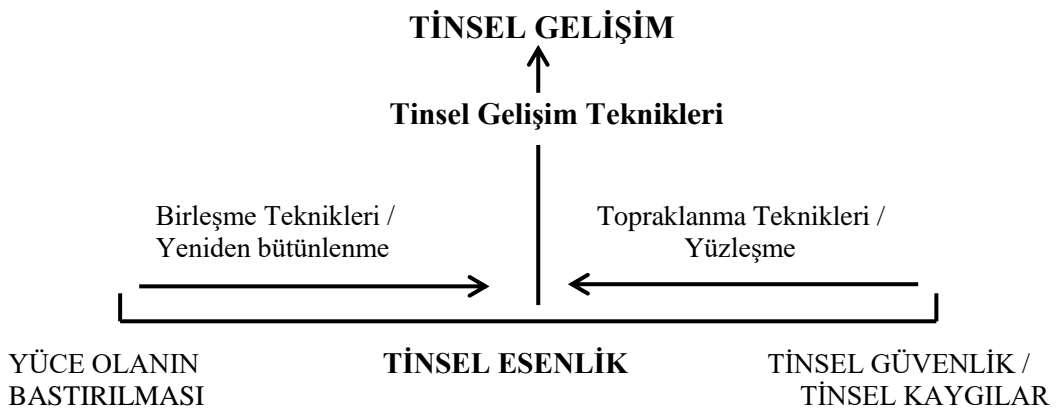 TİNSEL GELİŞİM
Tinsel Gelişim Teknikleri
Birleşme Teknikleri /
Yeniden bütünlenme
Topraklanma Teknikleri /
Yüzleşme
YÜCE OLANIN
BASTIRILMASI
TİNSEL ESENLİK
TİNSEL GÜVENLİK /
TİNSEL KAYGILAR